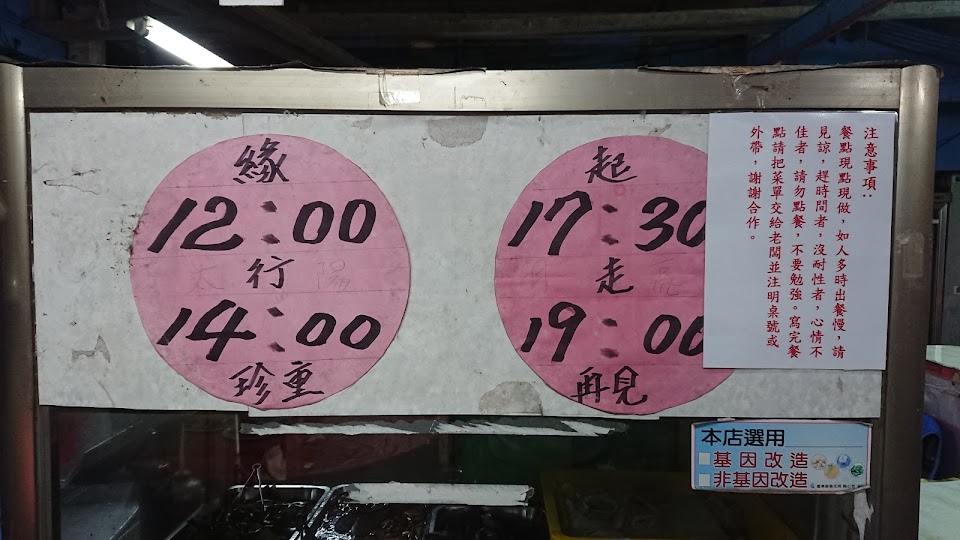 緣
12:00
行
14:00
珍重
起
17:30
走
19:00
再見
注意事項:
餐點現點現做，如人多時出餐慢，請
見諒，趕時間者，沒耐性者，心情不
佳者，請勿點餐，不要勉強。寫完餐
點請把菜單交給老闆並注明桌號或
外帶，謝謝合作。
本店選用
基因改造
非基因改造